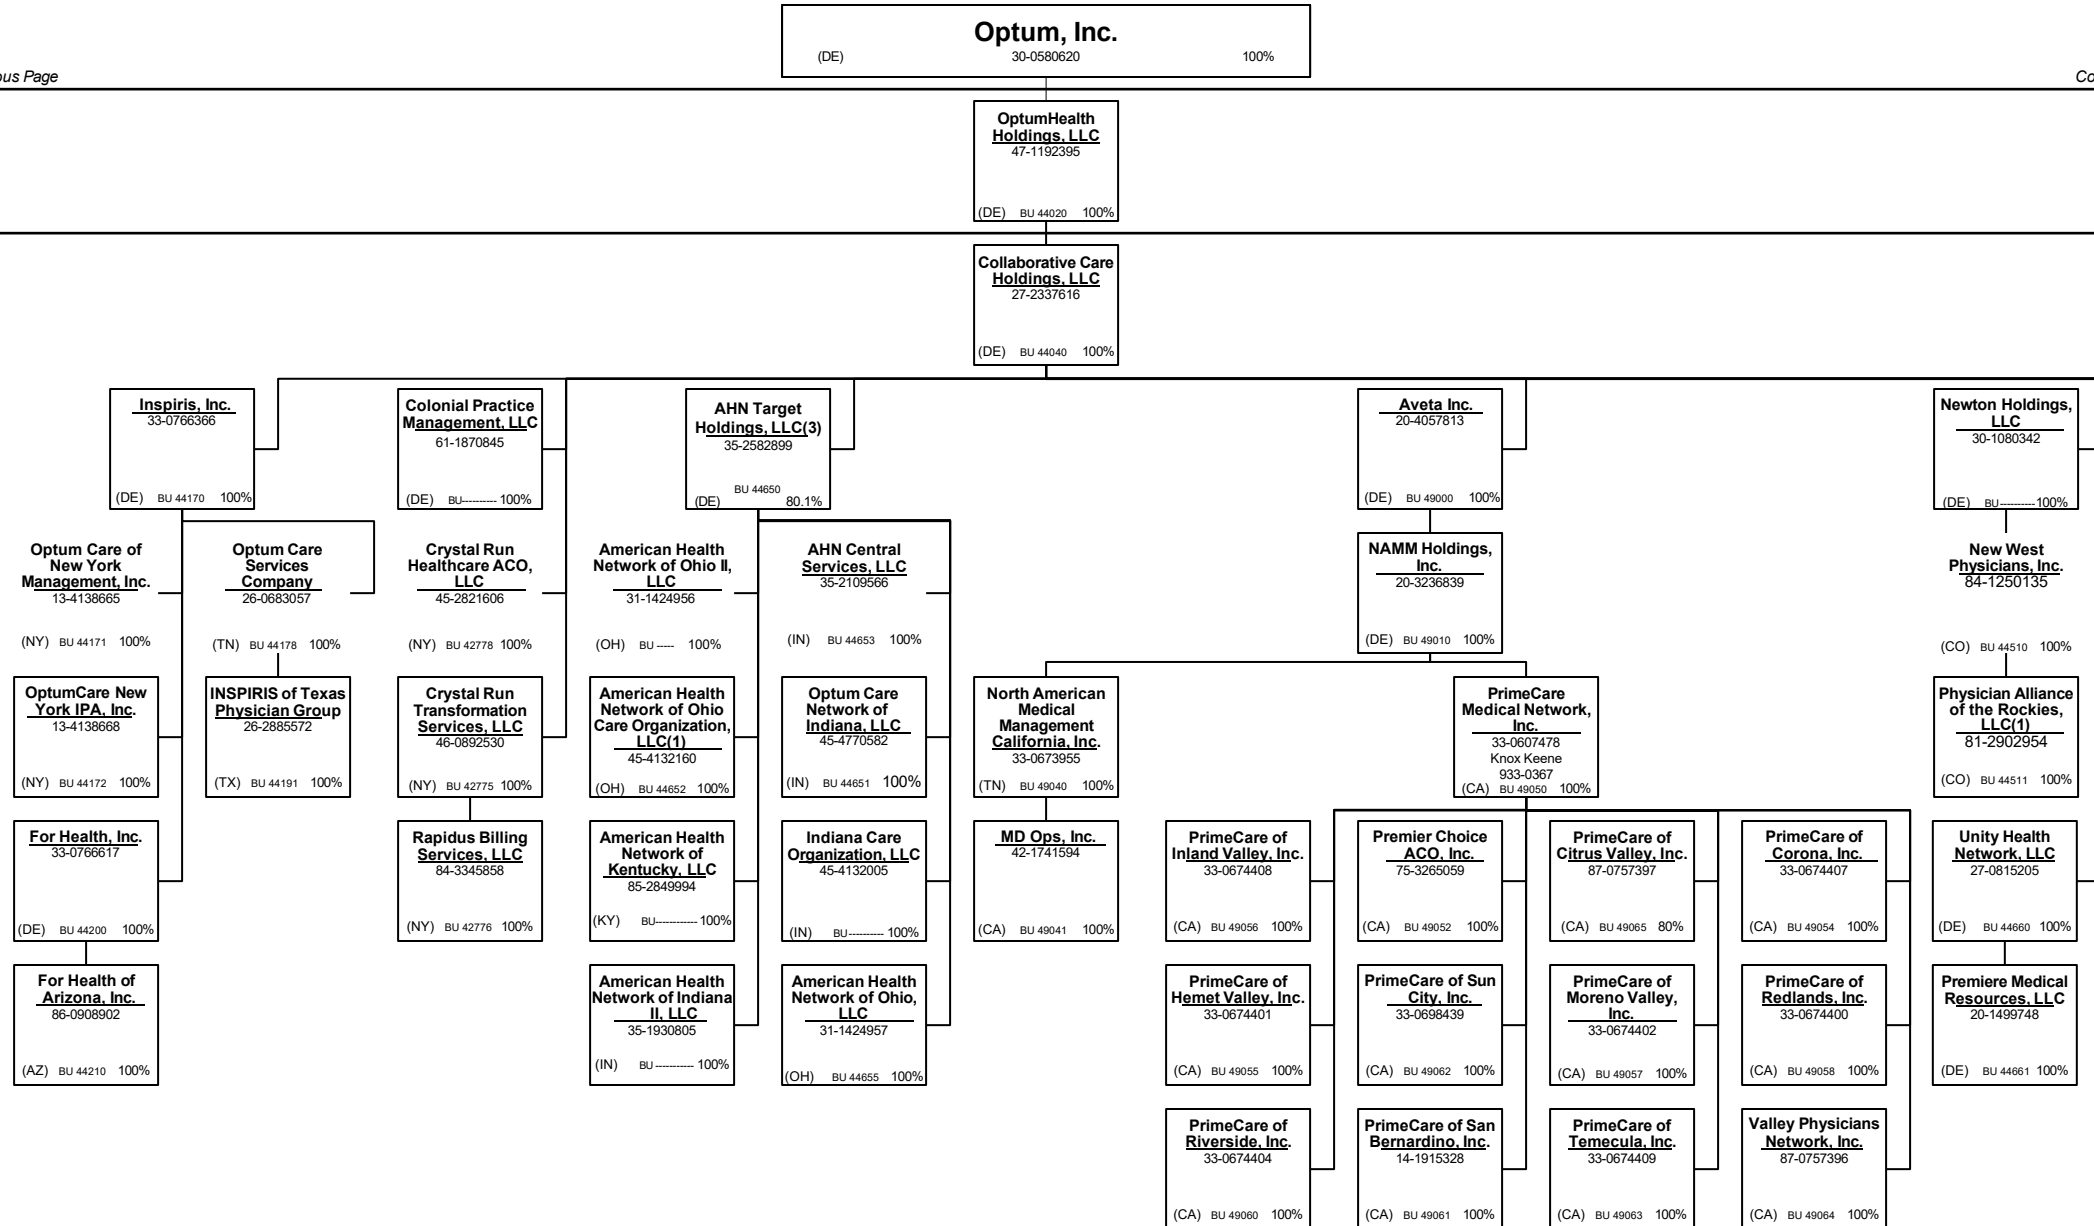 Optum, Inc.
(DE) 30-0580620 100%
ous Page
Co
OptumHealth
Holdings, LLC
47-1192395
(DE) BU 44020 100%
Collaborative Care
Holdings, LLC
27-2337616
(DE) BU 44040 100%
Inspiris, Inc.
33-0766366
(DE) BU 44170 100%
Colonial Practice
Management, LLC
61-1870845
(DE) BU---------- 100%
AHN Target
Holdings, LLC(3)
35-2582899
BU 44650
(DE) 80.1%
Aveta Inc.
20-4057813
(DE) BU 49000 100%
Newton Holdings,
LLC
30-1080342
(DE) BU----------100%
Optum Care of
New York
Management, Inc.
13-4138665
(NY) BU 44171 100%
Optum Care
Services
Company
26-0683057
(TN) BU 44178 100%
Crystal Run
Healthcare ACO,
LLC
45-2821606
(NY) BU 42778 100%
American Health
Network of Ohio II,
LLC
31-1424956
(OH) BU ----- 100%
AHN Central
Services, LLC
35-2109566
(IN) BU 44653 100%
NAMM Holdings,
Inc.
20-3236839
(DE) BU 49010 100%
New West
Physicians, Inc.
84-1250135
(CO) BU 44510 100%
OptumCare New
York IPA, Inc.
13-4138668
(NY) BU 44172 100%
INSPIRIS of Texas
Physician Group
26-2885572
(TX) BU 44191 100%
Crystal Run
Transformation
Services, LLC
46-0892530
(NY) BU 42775 100%
American Health
Network of Ohio
Care Organization,
LLC(1)
45-4132160
(OH) BU 44652 100%
Optum Care
Network of
Indiana, LLC
45-4770582
(IN) BU 44651 100%
North American
Medical
Management
California, Inc.
33-0673955
(TN) BU 49040 100%
PrimeCare
Medical Network,
Inc.
33-0607478
Knox Keene
933-0367
(CA) BU 49050 100%
Physician Alliance
of the Rockies,
LLC(1)
81-2902954
(CO) BU 44511 100%
For Health, Inc.
33-0766617
(DE) BU 44200 100%
Rapidus Billing
Services, LLC
84-3345858
(NY) BU 42776 100%
American Health
Network of
Kentucky, LLC
85-2849994
(KY) BU------------ 100%
Indiana Care
Organization, LLC
45-4132005
(IN) BU---------- 100%
MD Ops, Inc.
42-1741594
(CA) BU 49041 100%
PrimeCare of
Inland Valley, Inc.
33-0674408
(CA) BU 49056 100%
Premier Choice
ACO, Inc.
75-3265059
(CA) BU 49052 100%
PrimeCare of
Citrus Valley, Inc.
87-0757397
(CA) BU 49065 80%
PrimeCare of
Corona, Inc.
33-0674407
(CA) BU 49054 100%
Unity Health
Network, LLC
27-0815205
(DE) BU 44660 100%
For Health of
Arizona, Inc.
86-0908902
(AZ) BU 44210 100%
American Health
Network of Indiana
II, LLC
35-1930805
(IN) BU ----------- 100%
American Health
Network of Ohio,
LLC
31-1424957
(OH) BU 44655 100%
PrimeCare of
Hemet Valley, Inc.
33-0674401
(CA) BU 49055 100%
PrimeCare of Sun
City, Inc.
33-0698439
(CA) BU 49062 100%
PrimeCare of
Moreno Valley,
Inc.
33-0674402
(CA) BU 49057 100%
PrimeCare of
Redlands, Inc.
33-0674400
(CA) BU 49058 100%
Premiere Medical
Resources, LLC
20-1499748
(DE) BU 44661 100%
PrimeCare of
Riverside, Inc.
33-0674404
(CA) BU 49060 100%
PrimeCare of San
Bernardino, Inc.
14-1915328
(CA) BU 49061 100%
PrimeCare of
Temecula, Inc.
33-0674409
(CA) BU 49063 100%
Valley Physicians
Network, Inc.
87-0757396
(CA) BU 49064 100%